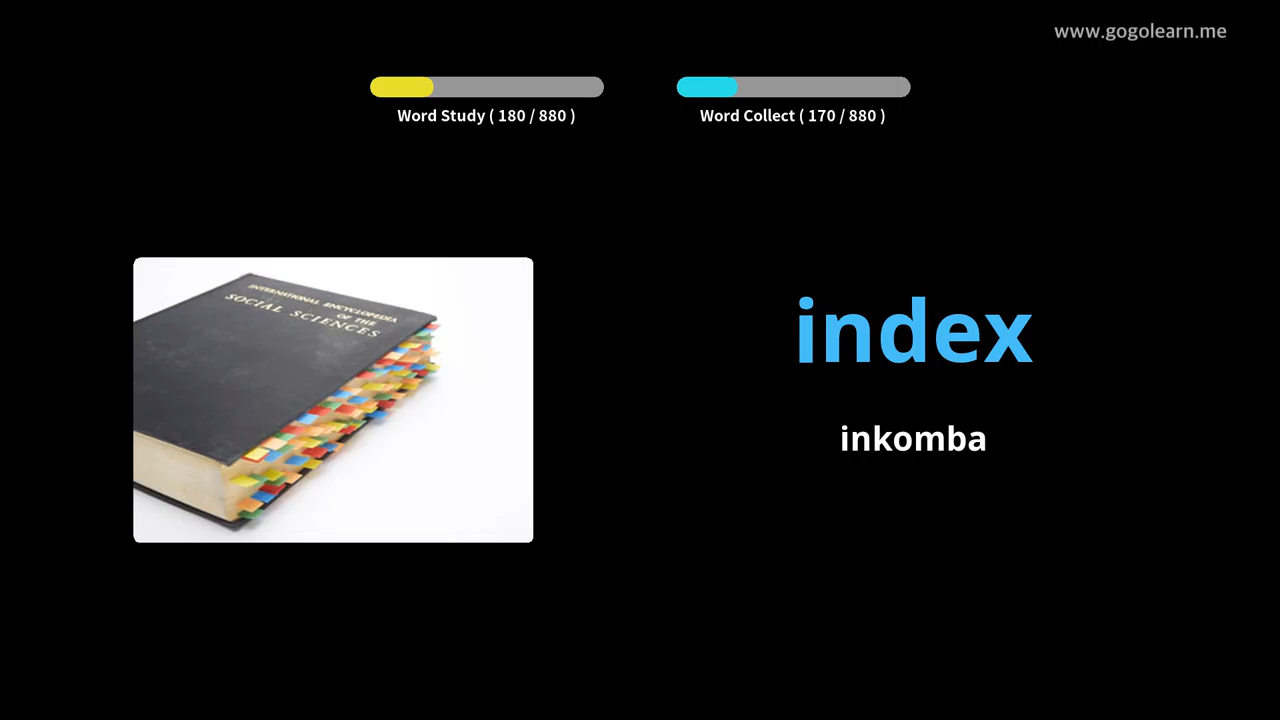 www.gogolearn.me
Word Study ( 180 / 880 )
Word Collect ( 170 / 880 )
INTERNATIONAL ENCYCLOPEDIA
OF THE
SOCIAL SCIENCES
index
inkomba